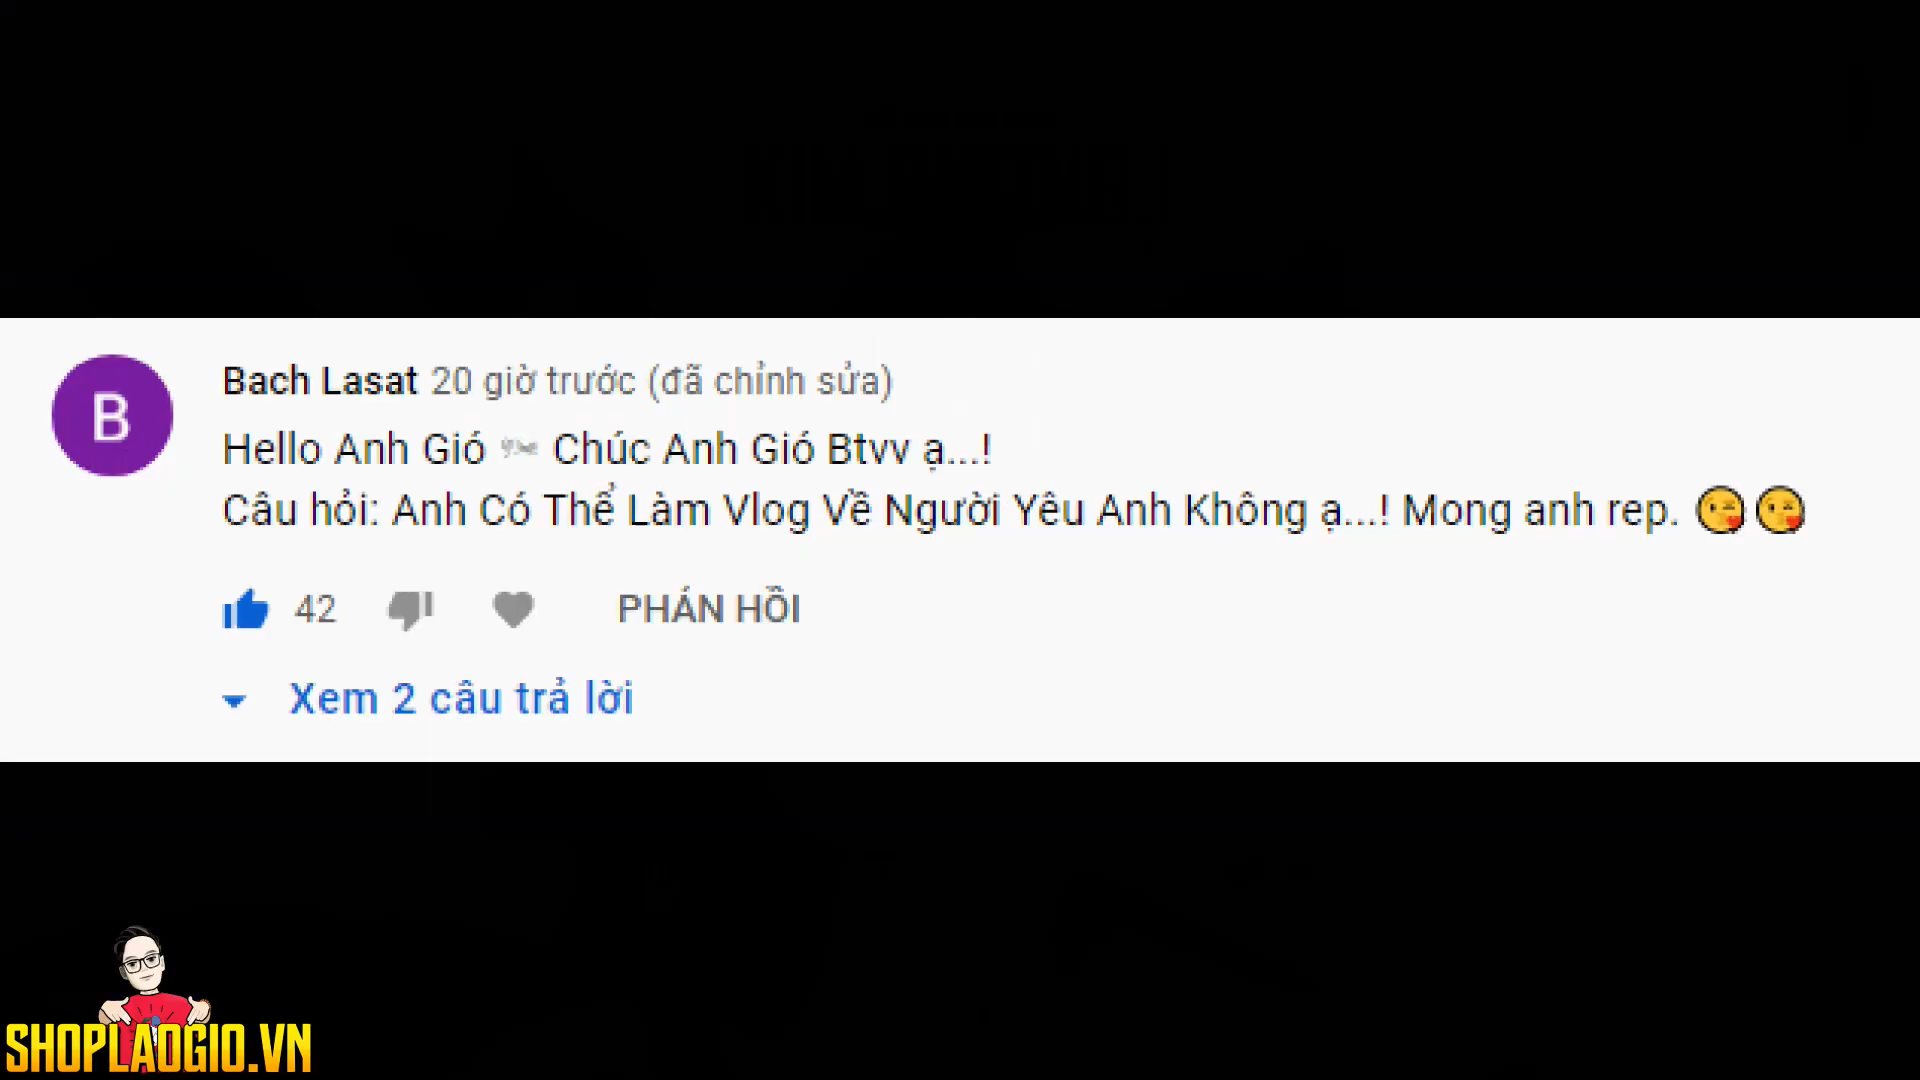 B
Bach Lasat 20 giờ trước (đã chỉnh sửa)
Hello Anh Gió Chúc Anh Gió Btvv ạ...!
Câu hỏi: Anh Có Thể Làm Vlog Về Người Yêu Anh Không ạ...! Mong anh rep. 😘😘
42 PHẢN HỒI
Xem 2 câu trả lời
SHOPLAOGIO.VN